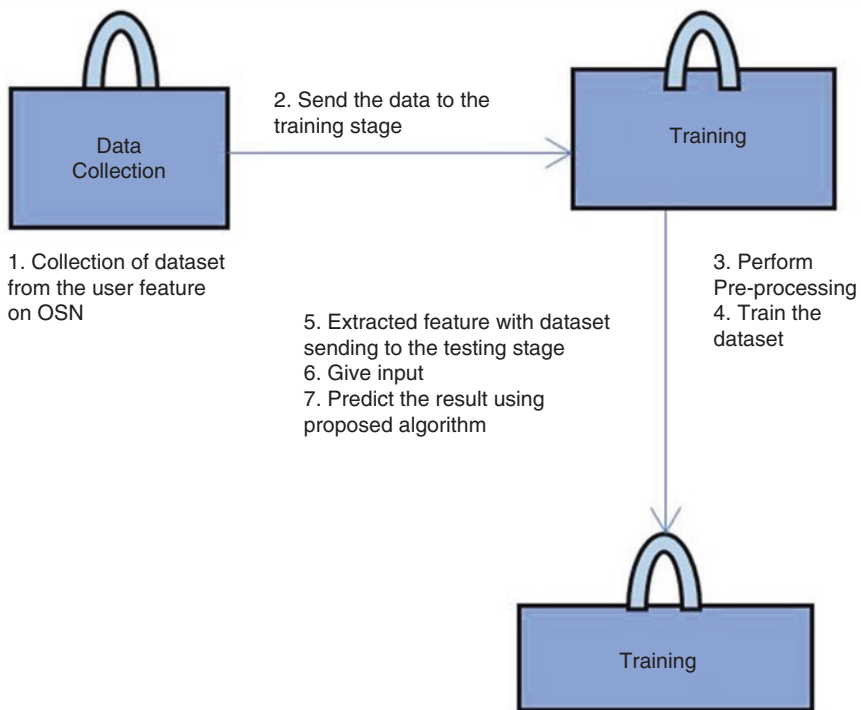 Data
Collection
2. Send the data to the
training stage
Training
1. Collection of dataset
from the user feature
on OSN
3. Perform
Pre-processing
4. Train the
dataset
5. Extracted feature with dataset
sending to the testing stage
6. Give input
7. Predict the result using
proposed algorithm
Training